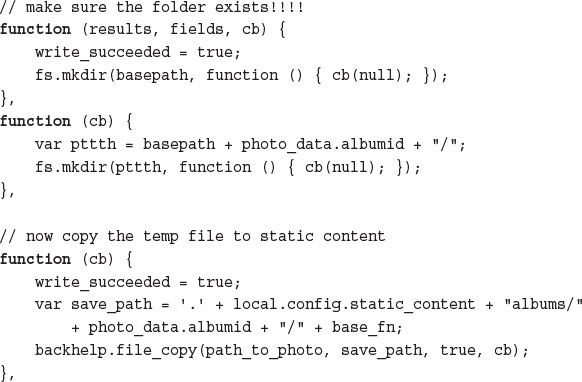 // make sure the folder exists!!!!
function (results, fields, cb) {
    write_succeeded = true;
    fs.mkdir(basepath, function () { cb(null); });
},
function (cb) {
    var pttth = basepath + photo_data.albumid + "/";
    fs.mkdir(pttth, function () { cb(null); });
},

// now copy the temp file to static content
function (cb) {
    write_succeeded = true;
    var save_path = '.' + local.config.static_content + "albums/"
        + photo_data.albumid + "/" + base_fn;
    backhelp.file_copy(path_to_photo, save_path, true, cb);
},